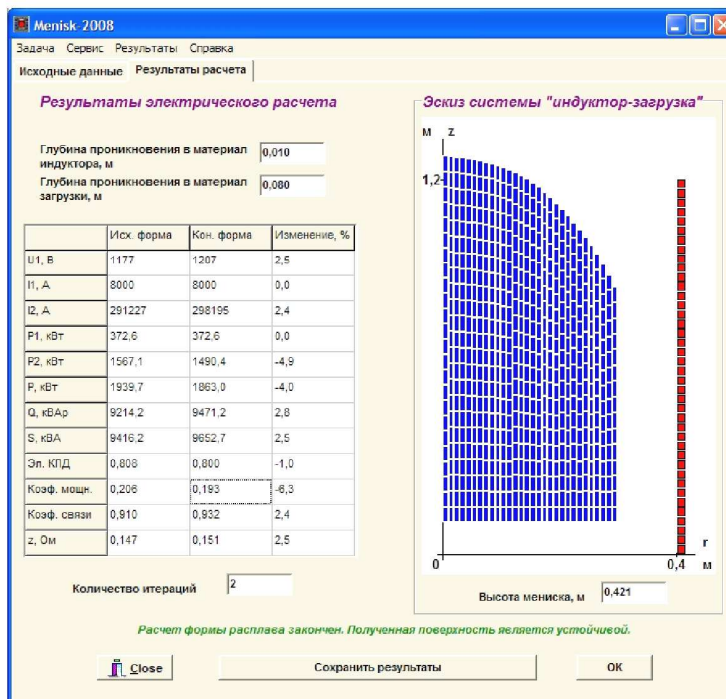 Menisk-2008
Задача Сервис Результаты Справка
Исходные данные Результаты расчета
Результаты электрического расчета
Глубина проникновения в материал индуктора, м 0,010
Глубина проникновения в материал загрузки, м 0,080
Исх. форма Кон. форма Изменение, %
U1, В 1177 1207 2,5
I1, А 8000 8000 0,0
I2, А 291227 298195 2,4
P1, кВт 372,6 372,6 0,0
P2, кВт 1567,1 1490,4 -4,9
P, кВт 1939,7 1863,0 -4,0
Q, кВАр 9214,2 9471,2 2,8
S, кВА 9416,2 9652,7 2,5
Эл. КПД 0,808 0,800 -1,0
Коэф. мощн. 0,206 0,193 -6,3
Коэф. связи 0,910 0,932 2,4
z, Ом 0,147 0,151 2,5
Количество итераций 2
Эскиз системы "индуктор-загрузка"
м z
1,2
r
0 0,4 м
Высота мениска, м 0,421
Расчет формы расплава закончен. Полученная поверхность является устойчивой.
Close Сохранить результаты OK